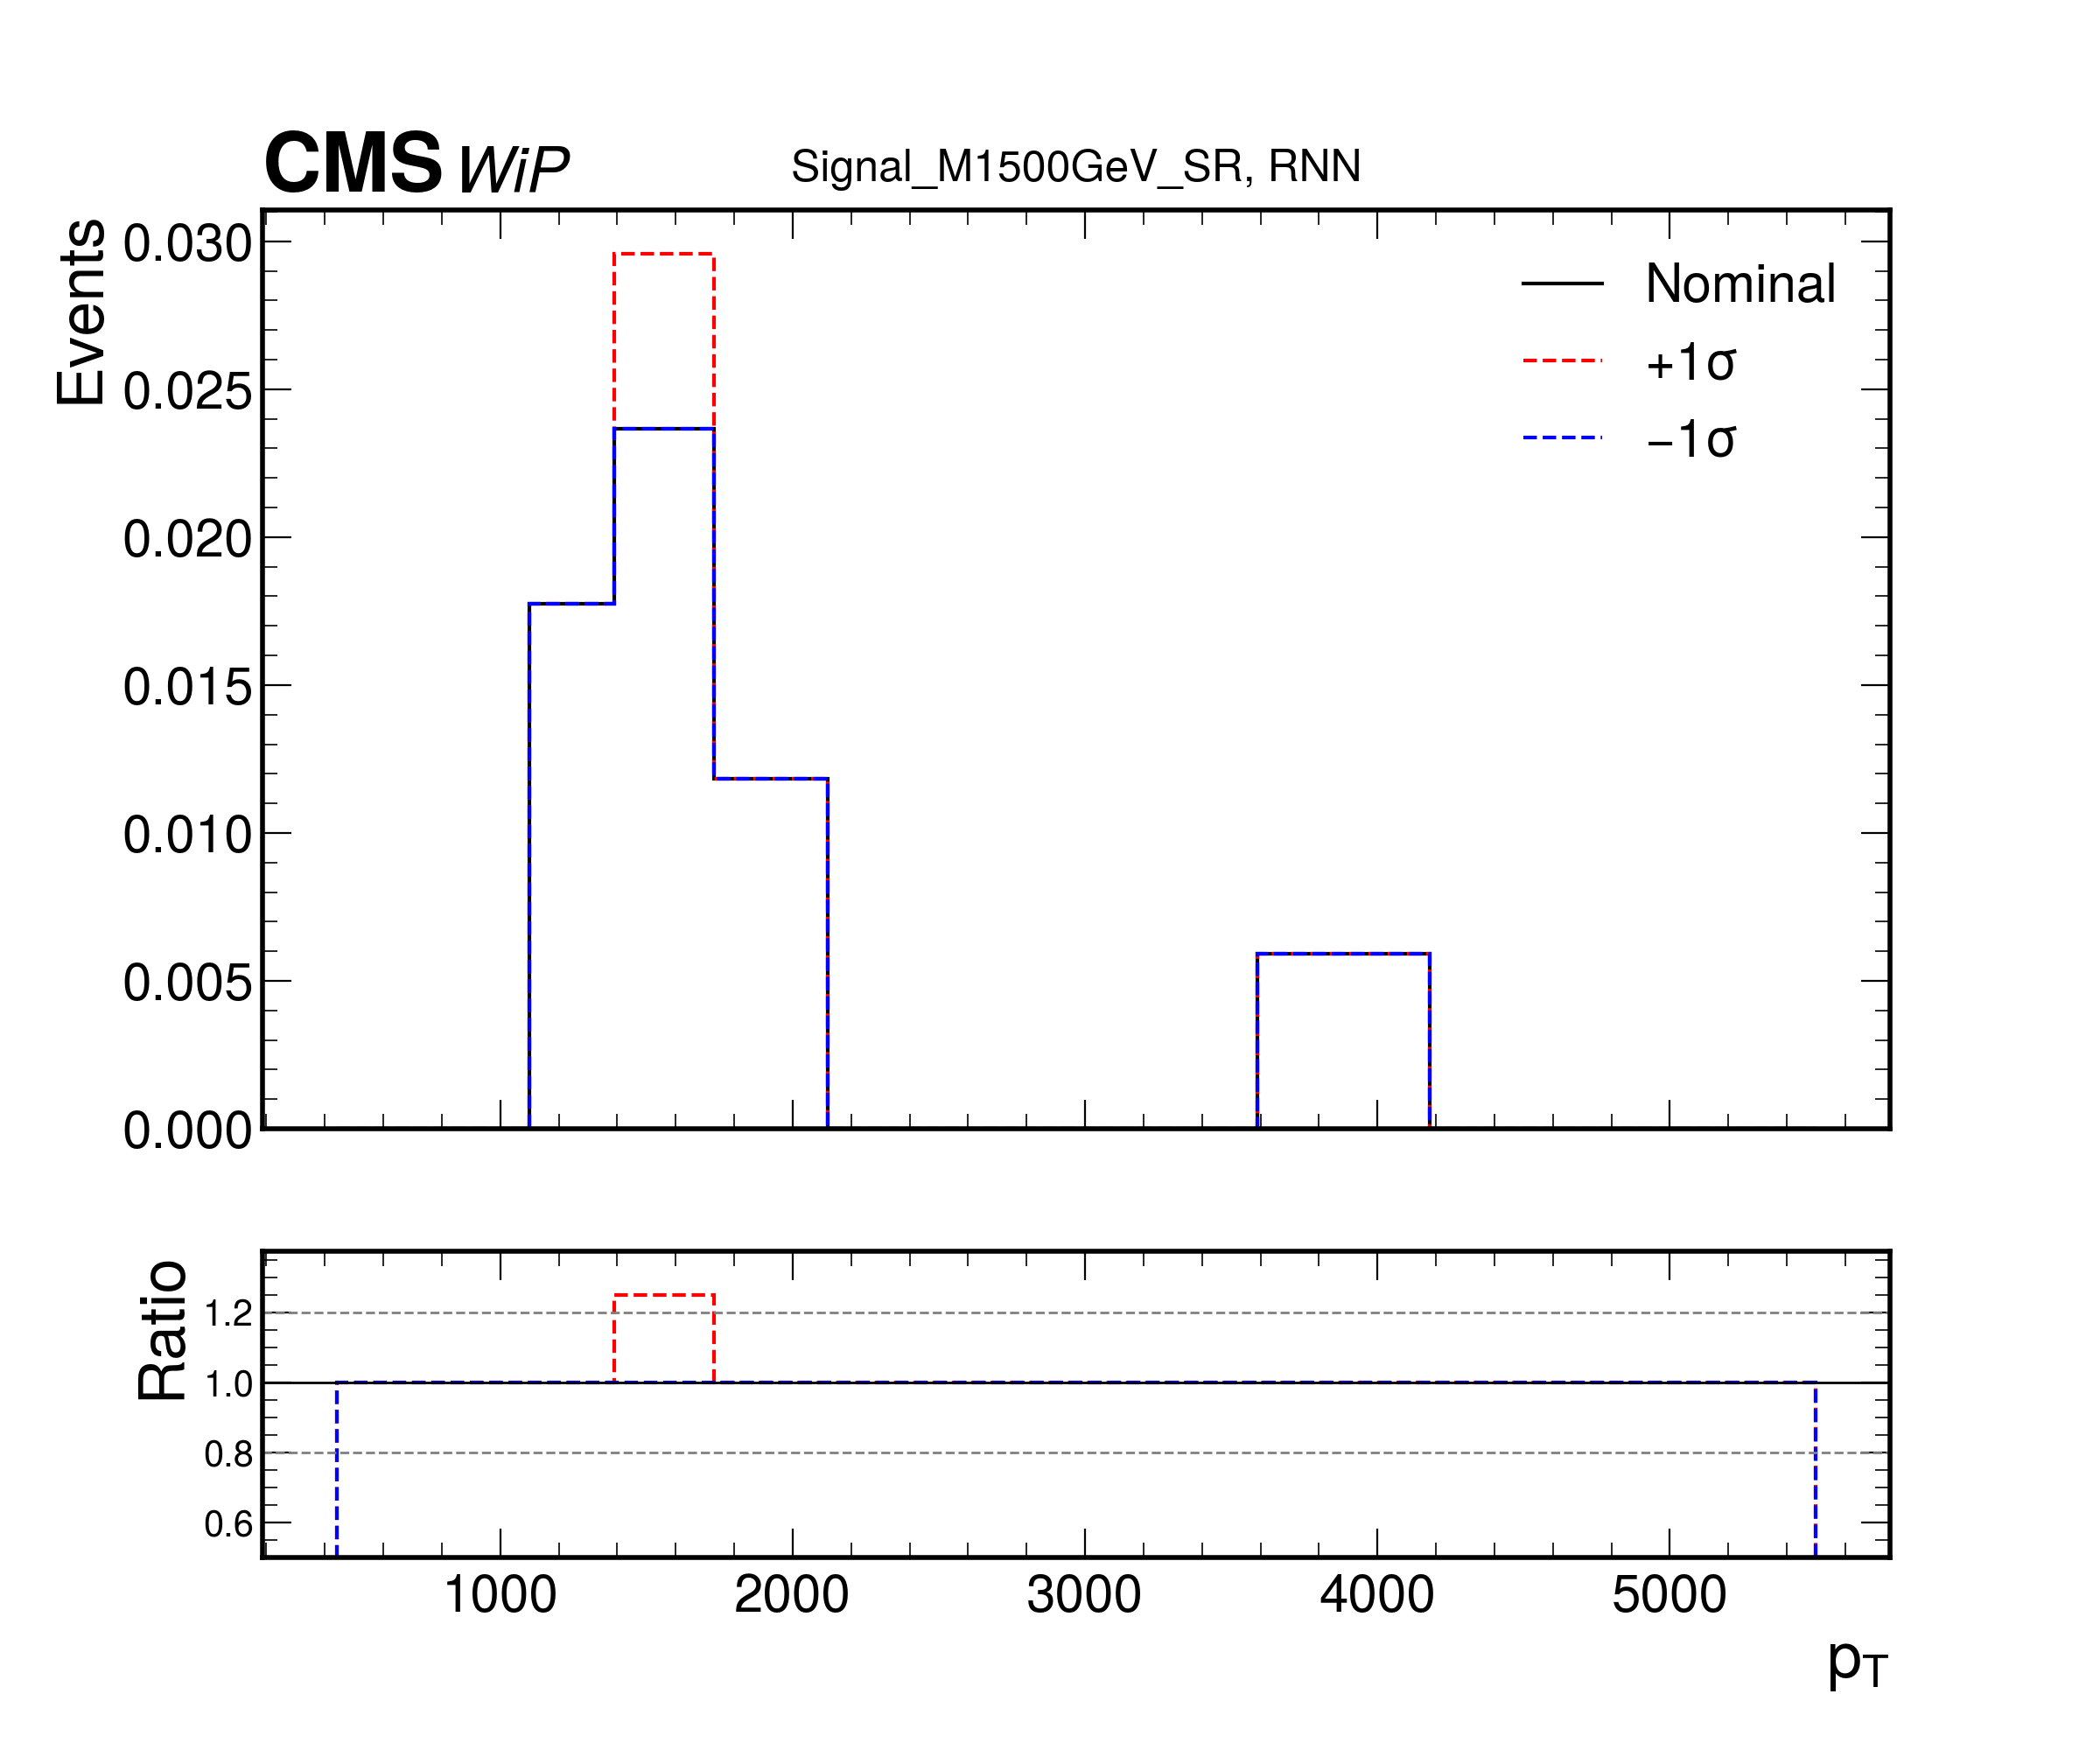 CMS WiP Signal_M1500GeV_SR, RNN
Events
0.030
0.025
0.020
0.015
0.010
0.005
0.000
Nominal
+1σ
−1σ
Ratio
1.2
1.0
0.8
0.6
1000 2000 3000 4000 5000
pT